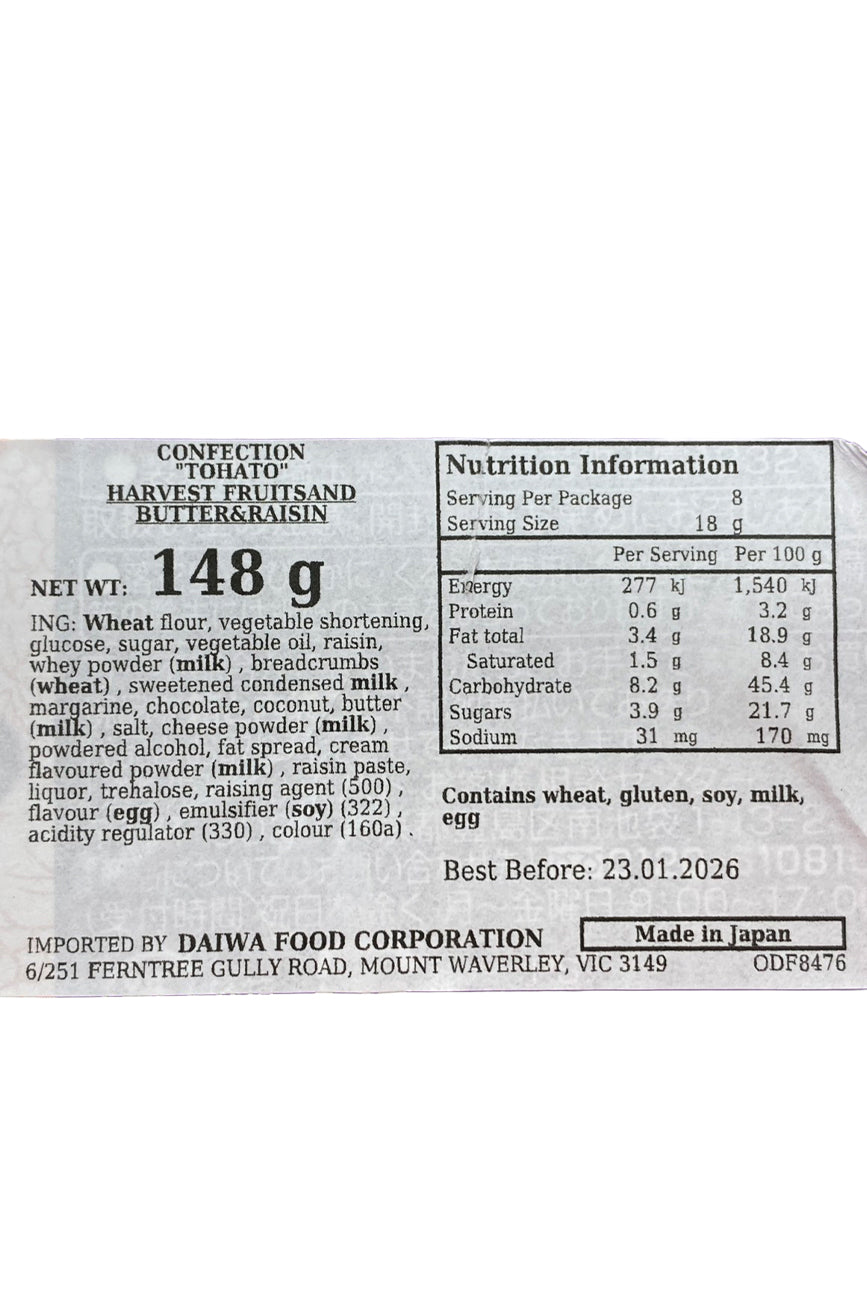 CONFECTION
"TOHATO"
HARVEST FRUITSAND
BUTTER&RAISIN
NET WT: 148 g
ING: Wheat flour, vegetable shortening,
glucose, sugar, vegetable oil, raisin,
whey powder (milk) , breadcrumbs
(wheat) , sweetened condensed milk ,
margarine, chocolate, coconut, butter
(milk) , salt, cheese powder (milk) ,
powdered alcohol, fat spread, cream
flavoured powder (milk) , raisin paste,
liquor, trehalose, raising agent (500) ,
flavour (egg) , emulsifier (soy) (322) ,
acidity regulator (330) , colour (160a) .
Nutrition Information
Serving Per Package 8
Serving Size 18 g
Per Serving Per 100 g
Energy 277 kJ 1,540 kJ
Protein 0.6 g 3.2 g
Fat total 3.4 g 18.9 g
Saturated 1.5 g 8.4 g
Carbohydrate 8.2 g 45.4 g
Sugars 3.9 g 21.7 g
Sodium 31 mg 170 mg
Contains wheat, gluten, soy, milk,
egg
Best Before: 23.01.2026
IMPORTED BY DAIWA FOOD CORPORATION
Made in Japan
6/251 FERNTREE GULLY ROAD, MOUNT WAVERLEY, VIC 3149
ODF8476